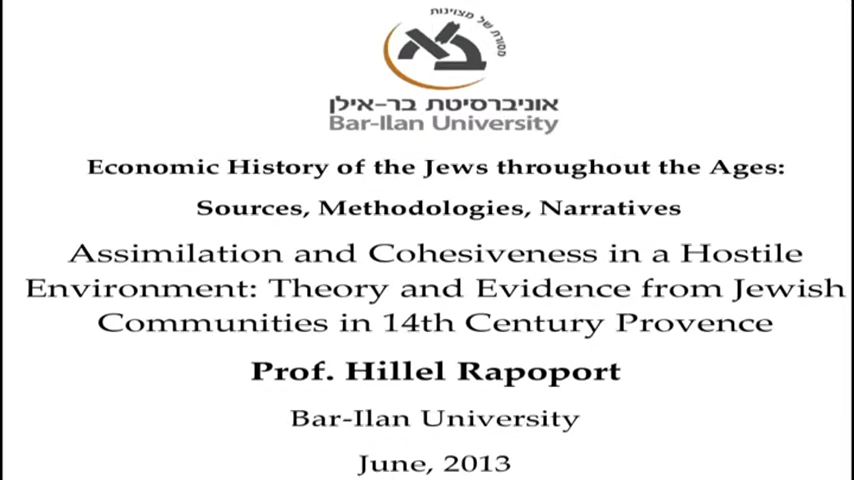 מסורת של מצוינות
אוניברסיטת בר-אילן
Bar-Ilan University
Economic History of the Jews throughout the Ages:
Sources, Methodologies, Narratives
Assimilation and Cohesiveness in a Hostile
Environment: Theory and Evidence from Jewish
Communities in 14th Century Provence
Prof. Hillel Rapoport
Bar-Ilan University
June, 2013